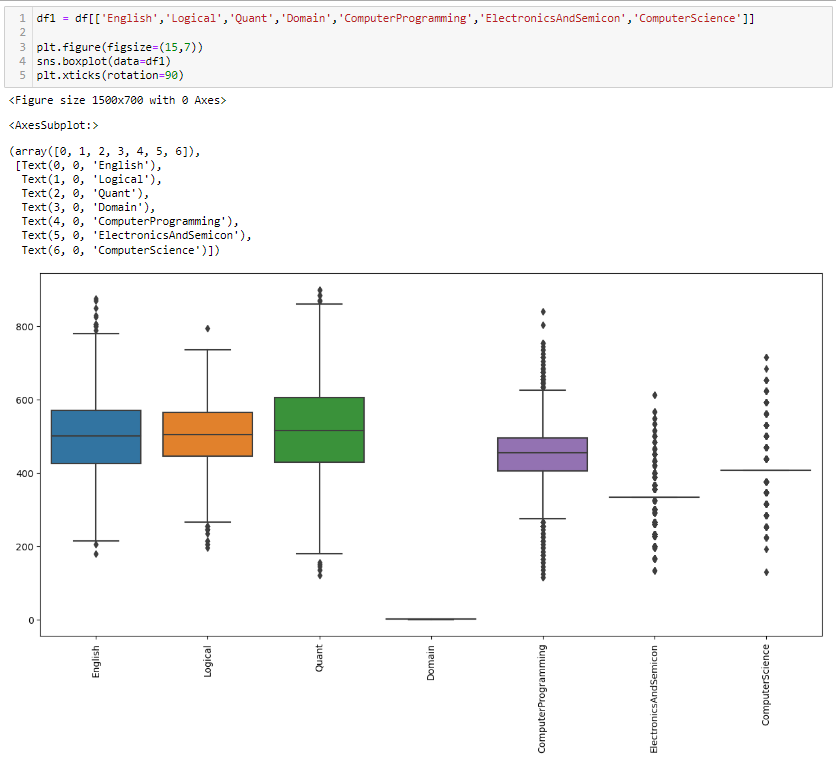 1 df1 = df[['English','Logical','Quant','Domain','ComputerProgramming','ElectronicsAndSemicon','ComputerScience']]
2
3 plt.figure(figsize=(15,7))
4 sns.boxplot(data=df1)
5 plt.xticks(rotation=90)
<Figure size 1500x700 with 0 Axes>
<AxesSubplot:>
(array([0, 1, 2, 3, 4, 5, 6]),
 [Text(0, 0, 'English'),
  Text(1, 0, 'Logical'),
  Text(2, 0, 'Quant'),
  Text(3, 0, 'Domain'),
  Text(4, 0, 'ComputerProgramming'),
  Text(5, 0, 'ElectronicsAndSemicon'),
  Text(6, 0, 'ComputerScience')])
800
600
400
200
0
English
Logical
Quant
Domain
ComputerProgramming
ElectronicsAndSemicon
ComputerScience